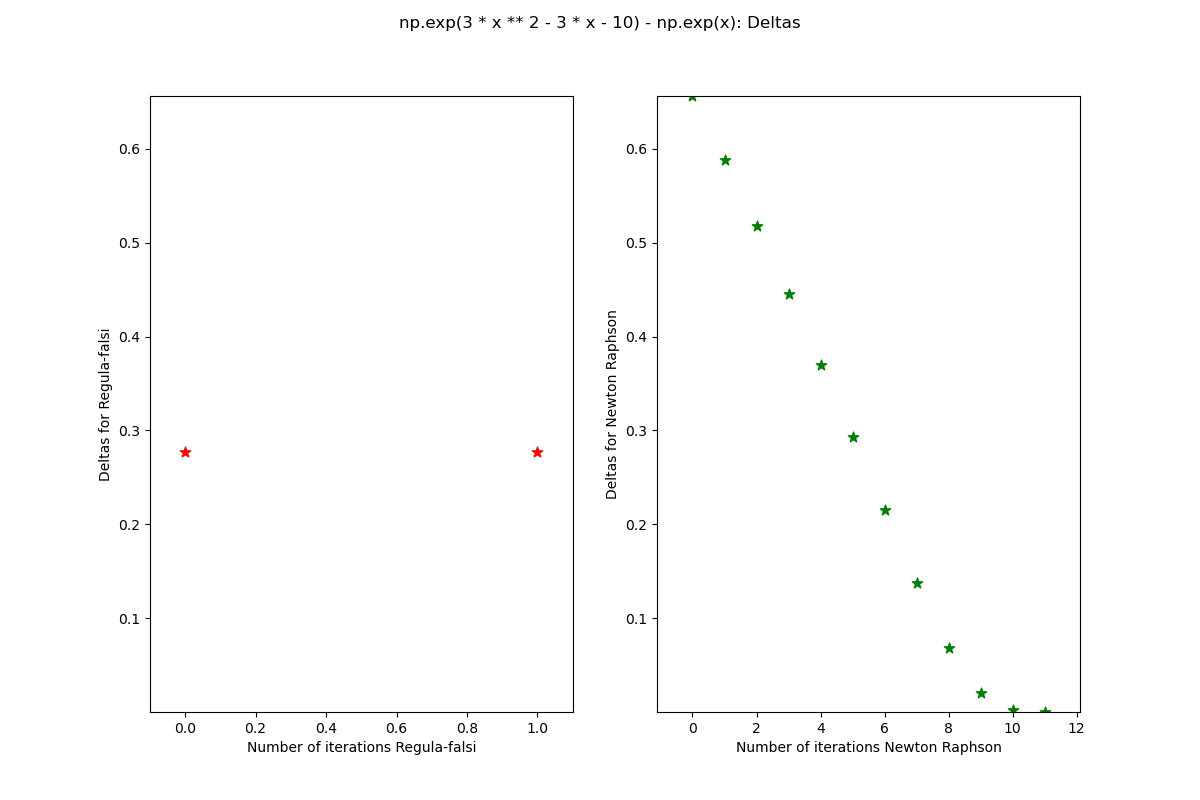 np.exp(3 * x ** 2 - 3 * x - 10) - np.exp(x): Deltas
0.6
0.5
0.4
0.3
0.2
0.1
Deltas for Regula-falsi
0.0 0.2 0.4 0.6 0.8 1.0
Number of iterations Regula-falsi
0.6
0.5
0.4
0.3
0.2
0.1
Deltas for Newton Raphson
0 2 4 6 8 10 12
Number of iterations Newton Raphson